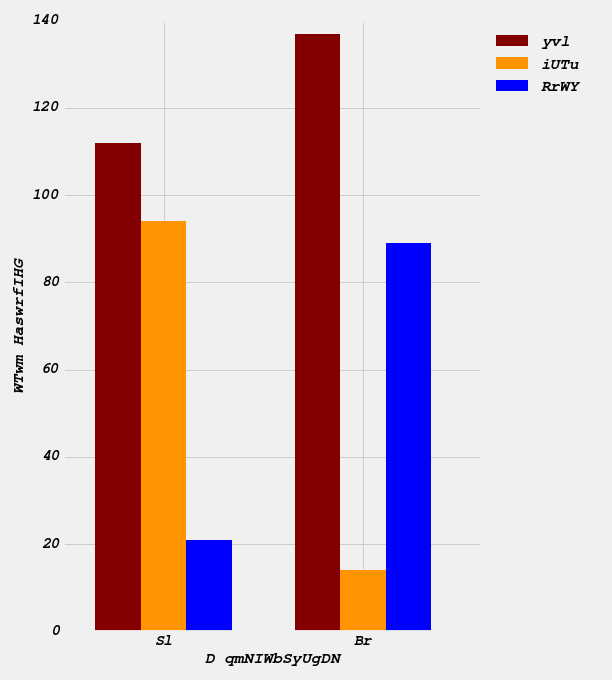 140
120
100
80
60
40
20
0
WTwm HaswrfIHG
Sl
Br
D qmNIWbSyUgDN
yvl
iUTu
RrWY